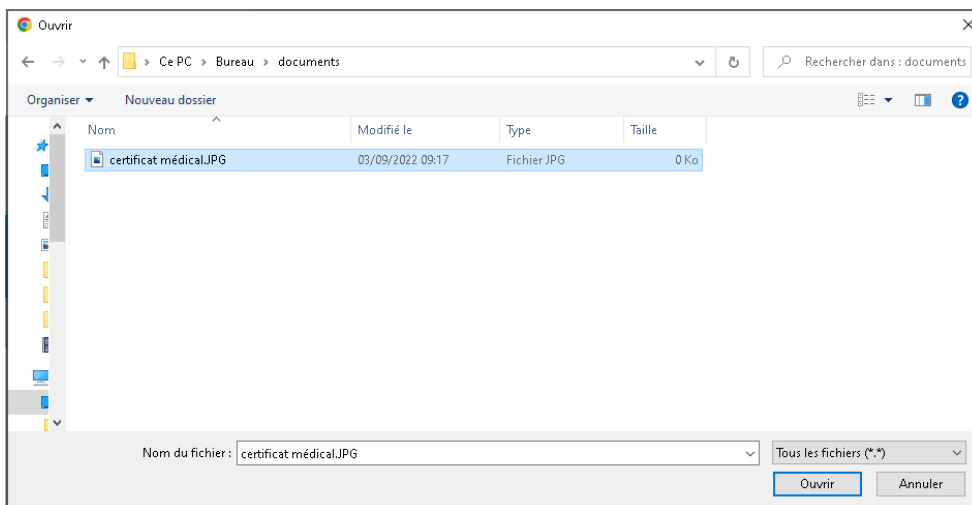 Ouvrir
Ce PC > Bureau > documents
Rechercher dans : documents
Organiser
Nouveau dossier
Nom Modifié le Type Taille
certificat médical.JPG 03/09/2022 09:17 Fichier JPG 0 Ko
Nom du fichier : certificat médical.JPG Tous les fichiers (*.*)
Ouvrir Annuler